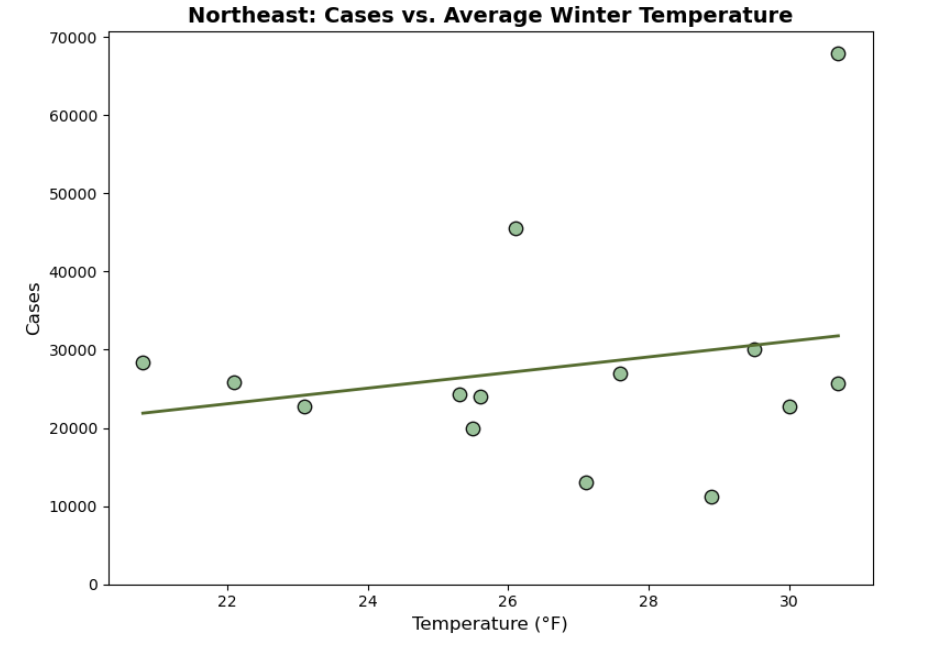 Northeast: Cases vs. Average Winter Temperature
70000
60000
50000
40000
30000
20000
10000
0
Cases
22 24 26 28 30
Temperature (°F)